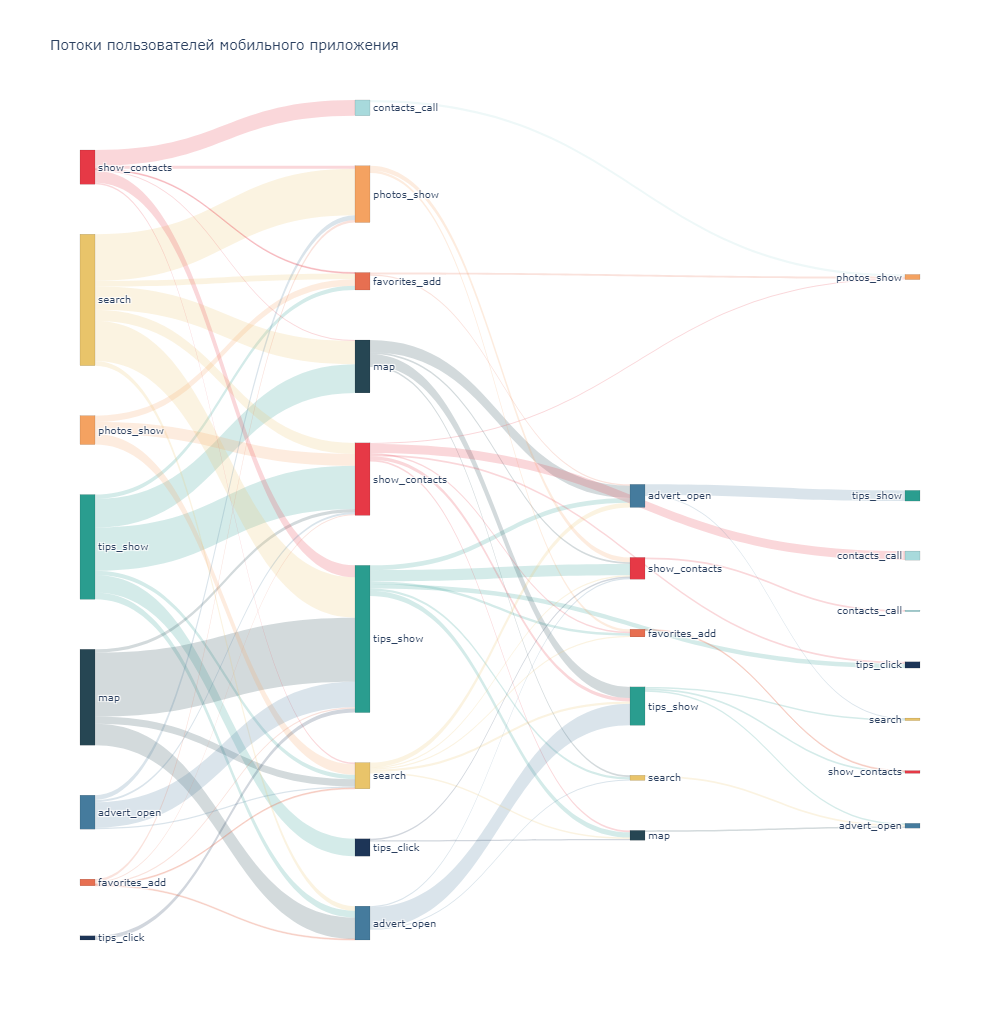 Потоки пользователей мобильного приложения
show_contacts
search
photos_show
tips_show
map
advert_open
favorites_add
tips_click
contacts_call
photos_show
favorites_add
map
show_contacts
tips_show
search
tips_click
advert_open
advert_open
show_contacts
favorites_add
tips_show
search
map
photos_show
tips_show
contacts_call
contacts_call
tips_click
search
show_contacts
advert_open